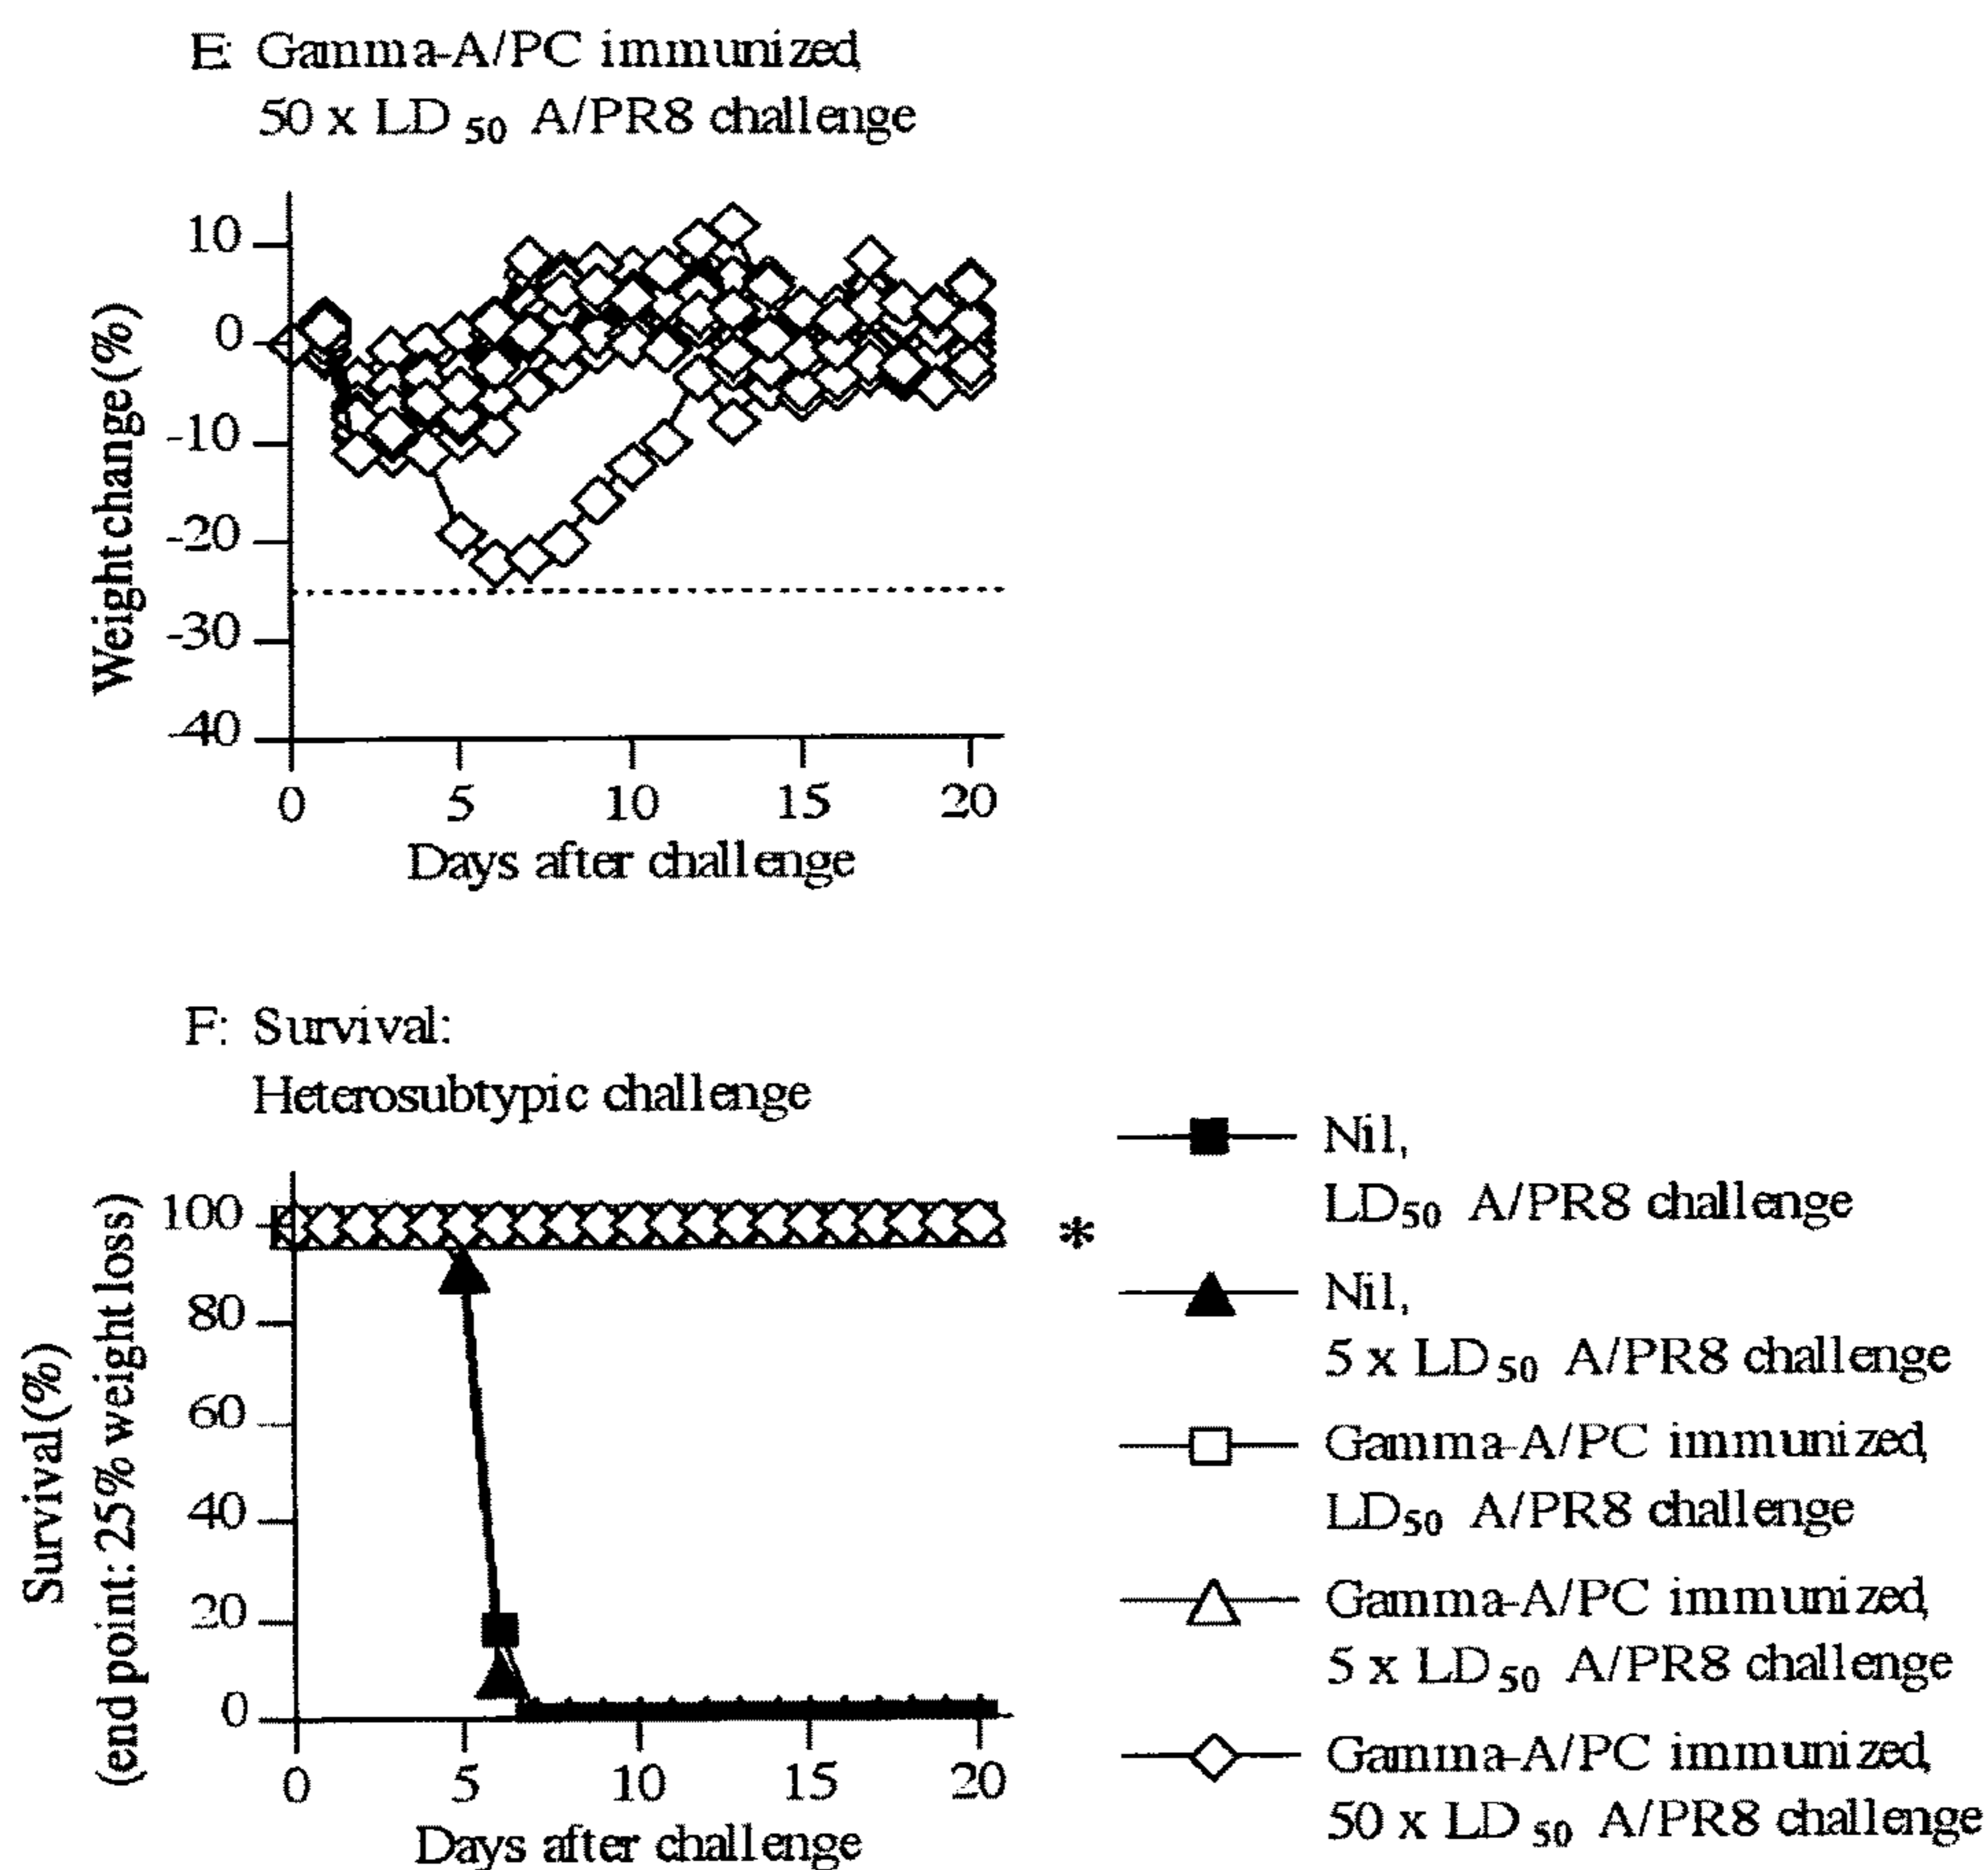 E: Gamma-A/PC immunized,
50 x LD 50 A/PR8 challenge
Weight change (%)
10
0
-10
-20
-30
-40
0 5 10 15 20
Days after challenge
F: Survival:
Heterosubtypic challenge
Survival (%)
(end point: 25% weight loss)
100
80
60
40
20
0
0 5 10 15 20
Days after challenge
*
Nil,
LD50 A/PR8 challenge
Nil,
5 x LD50 A/PR8 challenge
Gamma-A/PC immunized,
LD50 A/PR8 challenge
Gamma-A/PC immunized,
5 x LD50 A/PR8 challenge
Gamma-A/PC immunized,
50 x LD50 A/PR8 challenge